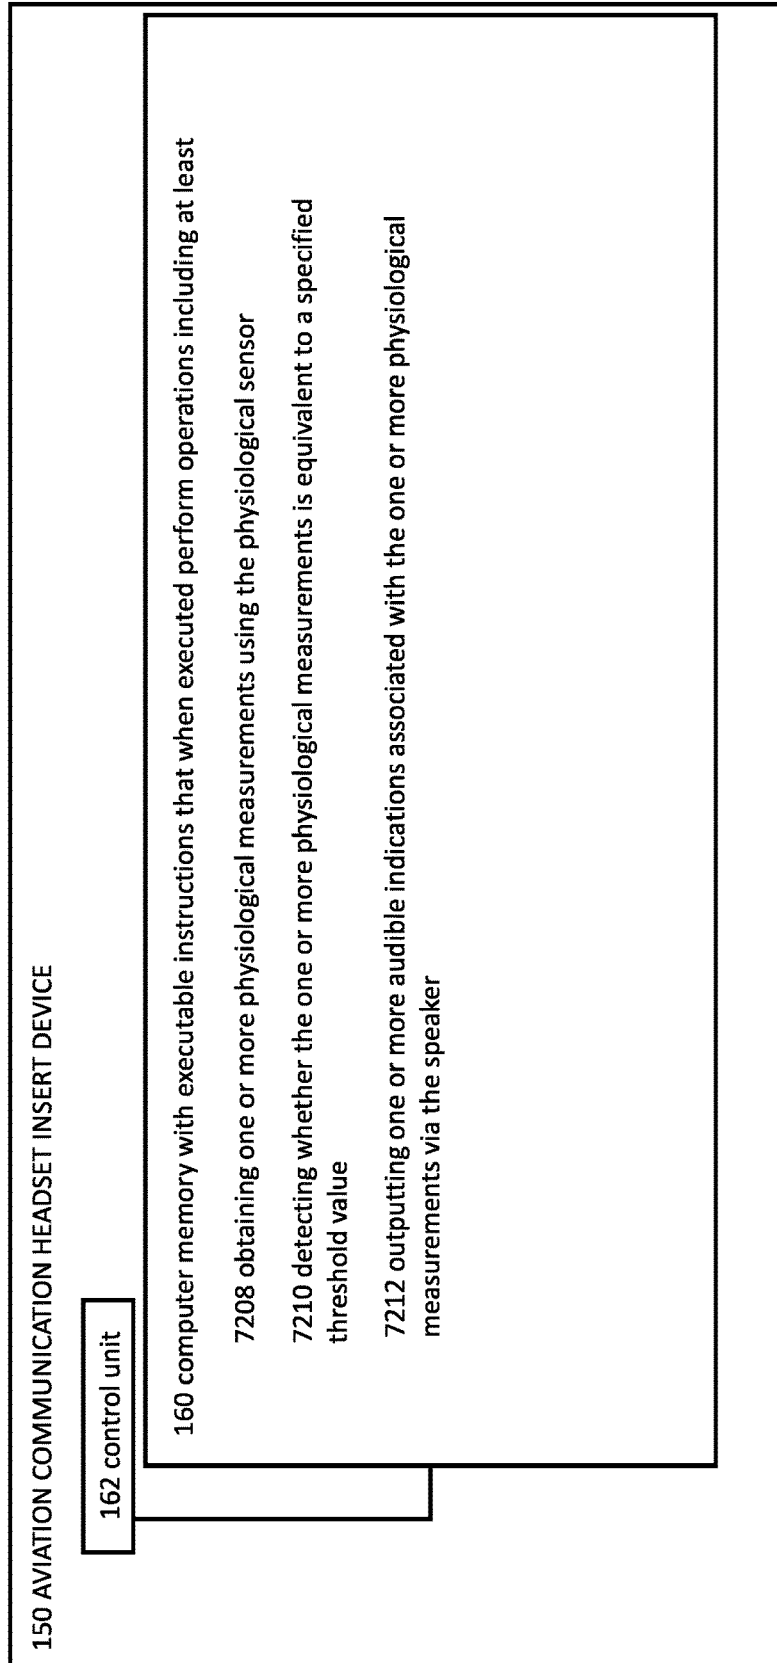 150 AVIATION COMMUNICATION HEADSET INSERT DEVICE
162 control unit
160 computer memory with executable instructions that when executed perform operations including at least
7208 obtaining one or more physiological measurements using the physiological sensor
7210 detecting whether the one or more physiological measurements is equivalent to a specified
threshold value
7212 outputting one or more audible indications associated with the one or more physiological
measurements via the speaker